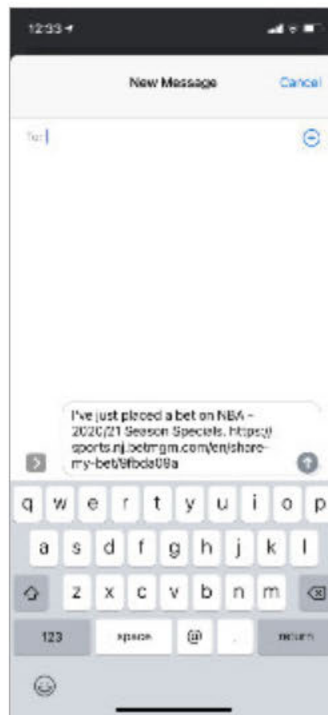 12:33
New Message
Cancel
To:
I've just placed a bet on NBA -
2020/21 Season Specials. https://
sports.nj.betmgm.com/en/share-
my-bet/9fbda09a
q w e r t y u i o p
a s d f g h j k l
z x c v b n m
123 space @ . return